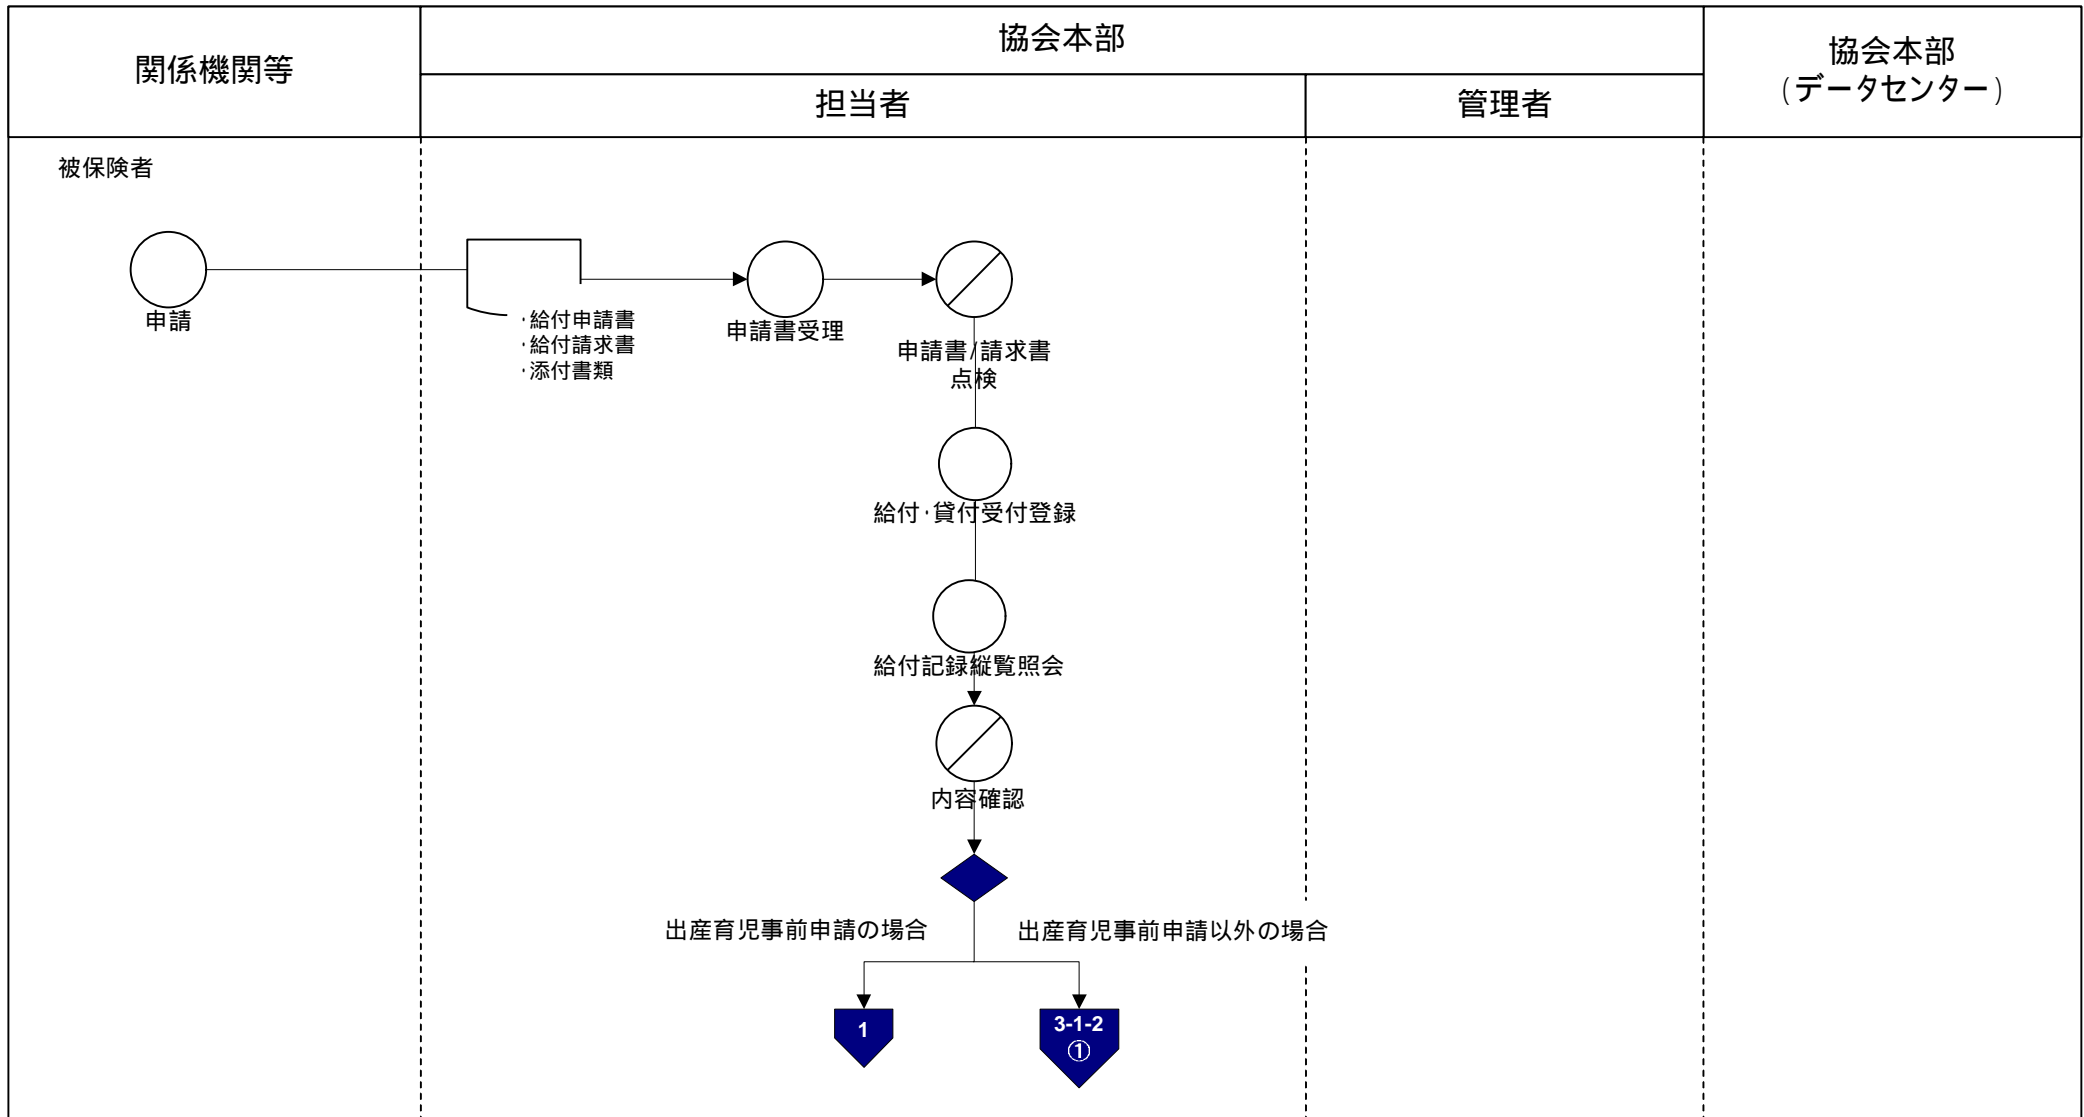 関係機関等
協会本部
担当者
管理者
協会本部
(データセンター)
被保険者
申請
･給付申請書
･給付請求書
･添付書類
申請書受理
申請書/請求書
点検
給付･貸付受付登録
給付記録縦覧照会
内容確認
出産育児事前申請の場合
出産育児事前申請以外の場合
1
3-1-2
①